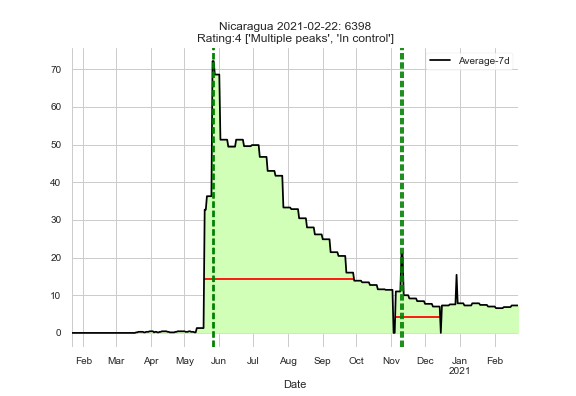 Nicaragua 2021-02-22: 6398
Rating:4 ['Multiple peaks', 'In control']
Average-7d
70
60
50
40
30
20
10
0
Feb Mar Apr May Jun Jul Aug Sep Oct Nov Dec Jan Feb
2021
Date